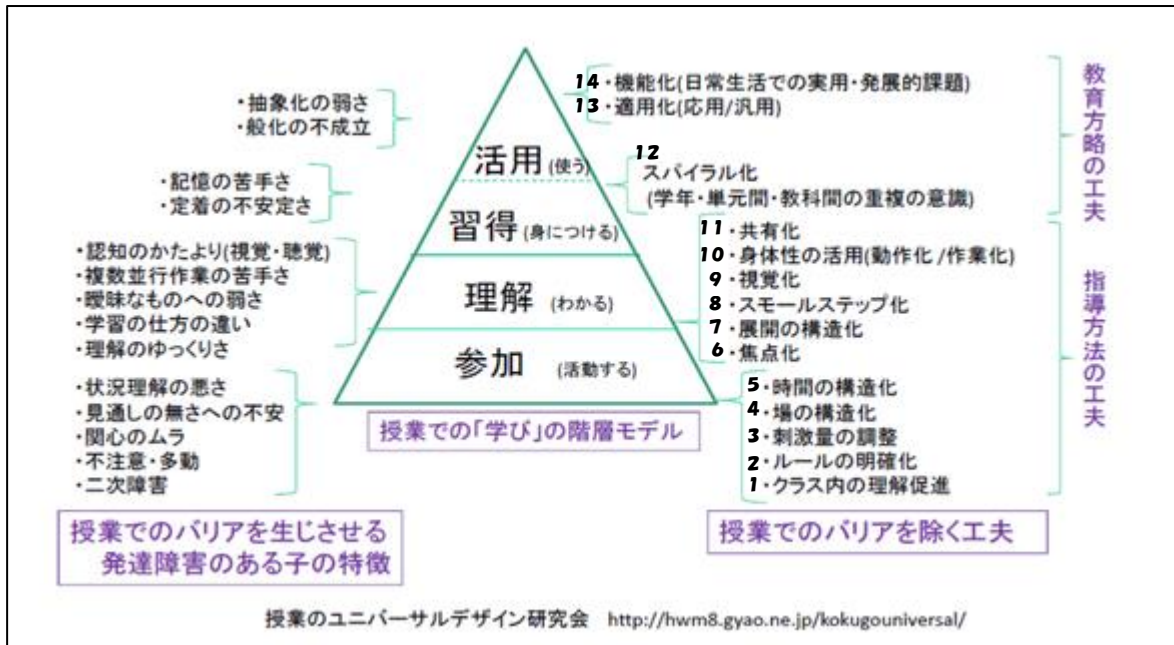 ・抽象化の弱さ
・般化の不成立
・記憶の苦手さ
・定着の不安定さ
・認知のかたより(視覚・聴覚)
・複数並行作業の苦手さ
・曖昧なものへの弱さ
・学習の仕方の違い
・理解のゆっくりさ
・状況理解の悪さ
・見通しの無さへの不安
・関心のムラ
・不注意・多動
・二次障害
授業でのバリアを生じさせる
発達障害のある子の特徴
活用 (使う)
習得 (身につける)
理解 (わかる)
参加 (活動する)
授業での「学び」の階層モデル
14・機能化(日常生活での実用・発展的課題)
13・適用化(応用/汎用)
12
スパイラル化
(学年・単元間・教科間の重複の意識)
11・共有化
10・身体性の活用(動作化 /作業化)
9・視覚化
8・スモールステップ化
7・展開の構造化
6・焦点化
5・時間の構造化
4・場の構造化
3・刺激量の調整
2・ルールの明確化
1・クラス内の理解促進
教育方略の工夫
指導方法の工夫
授業でのバリアを除く工夫
授業のユニバーサルデザイン研究会 http://hwm8.gyao.ne.jp/kokugouniversal/